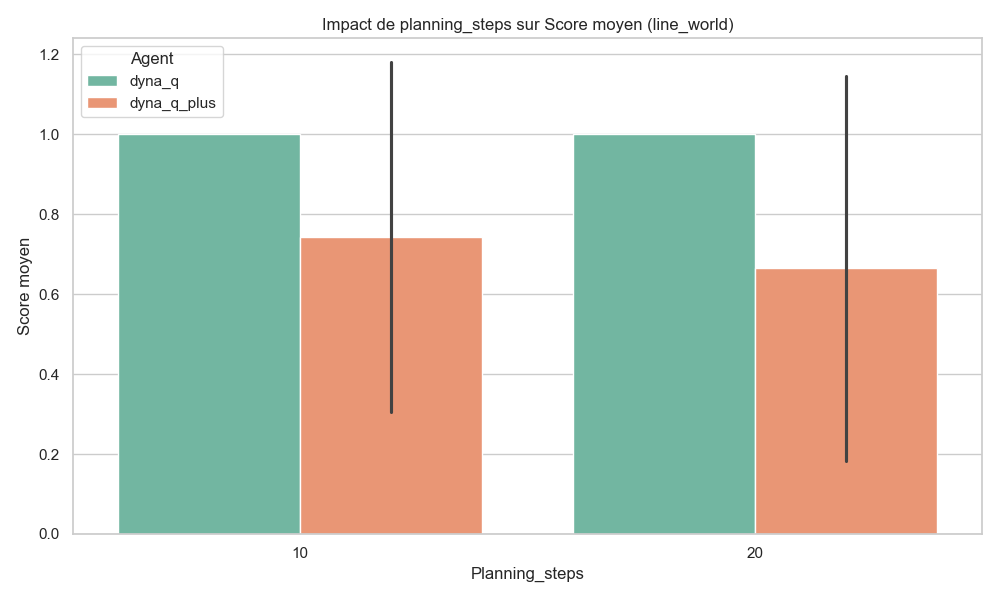 Impact de planning_steps sur Score moyen (line_world)
Agent
dyna_q
dyna_q_plus
Score moyen
1.2
1.0
0.8
0.6
0.4
0.2
0.0
10
20
Planning_steps